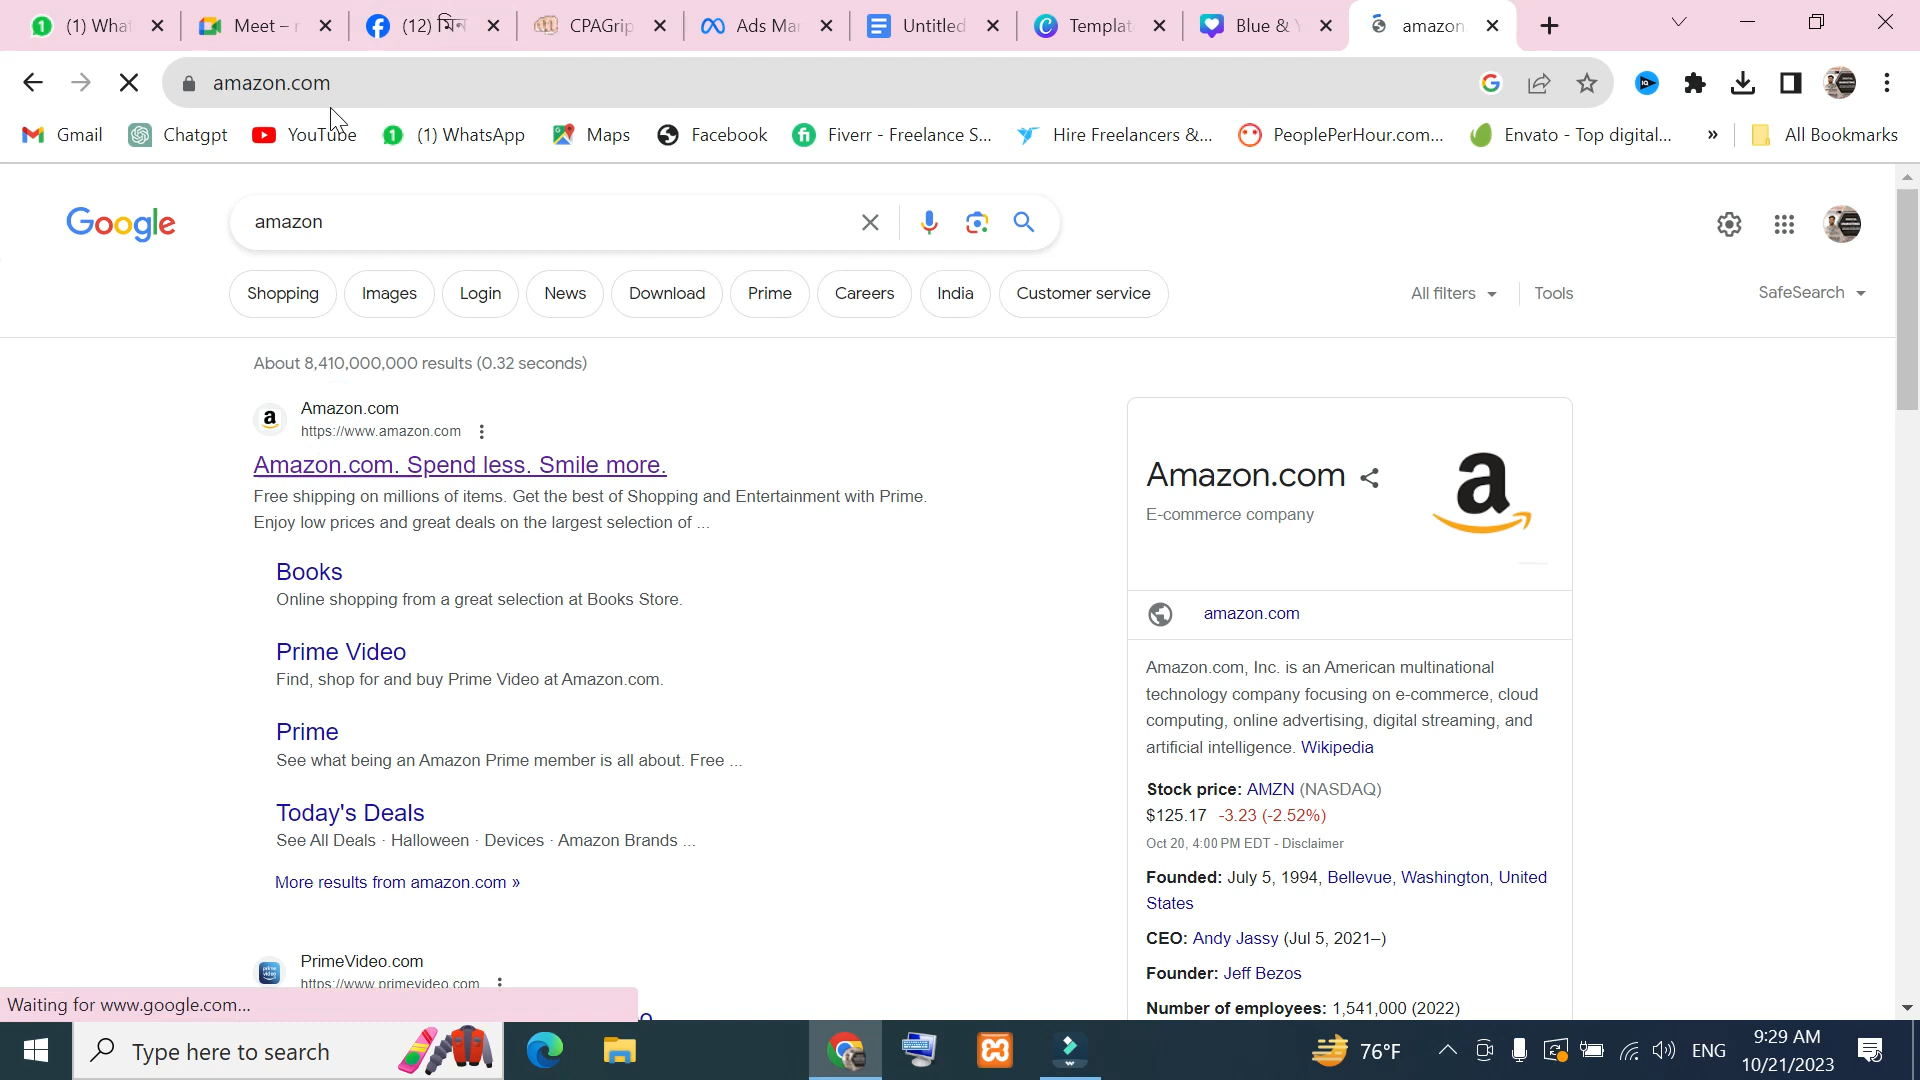 (1) What
Meet –
(12)
CPAGrip
Ads Ma
Untitled
Templat
Blue &
amazon
amazon.com
Gmail
Chatgpt
YouTube
(1) WhatsApp
Maps
Facebook
Fiverr - Freelance S...
Hire Freelancers &...
PeoplePerHour.com...
Envato - Top digital...
»
All Bookmarks
Google
amazon
Shopping
Images
Login
News
Download
Prime
Careers
India
Customer service
All filters
Tools
SafeSearch
About 8,410,000,000 results (0.32 seconds)
Amazon.com
https://www.amazon.com
Amazon.com. Spend less. Smile more.
Free shipping on millions of items. Get the best of Shopping and Entertainment with Prime.
Enjoy low prices and great deals on the largest selection of ...
Books
Online shopping from a great selection at Books Store.
Prime Video
Find, shop for and buy Prime Video at Amazon.com.
Prime
See what being an Amazon Prime member is all about. Free ...
Today's Deals
See All Deals · Halloween · Devices · Amazon Brands ...
More results from amazon.com »
PrimeVideo.com
https://www.primevideo.com
Amazon.com
E-commerce company
amazon.com
Amazon.com, Inc. is an American multinational
technology company focusing on e-commerce, cloud
computing, online advertising, digital streaming, and
artificial intelligence. Wikipedia
Stock price: AMZN (NASDAQ)
$125.17 -3.23 (-2.52%)
Oct 20, 4:00 PM EDT - Disclaimer
Founded: July 5, 1994, Bellevue, Washington, United
States
CEO: Andy Jassy (Jul 5, 2021–)
Founder: Jeff Bezos
Number of employees: 1,541,000 (2022)
Waiting for www.google.com...
Type here to search
76°F
ENG
9:29 AM
10/21/2023